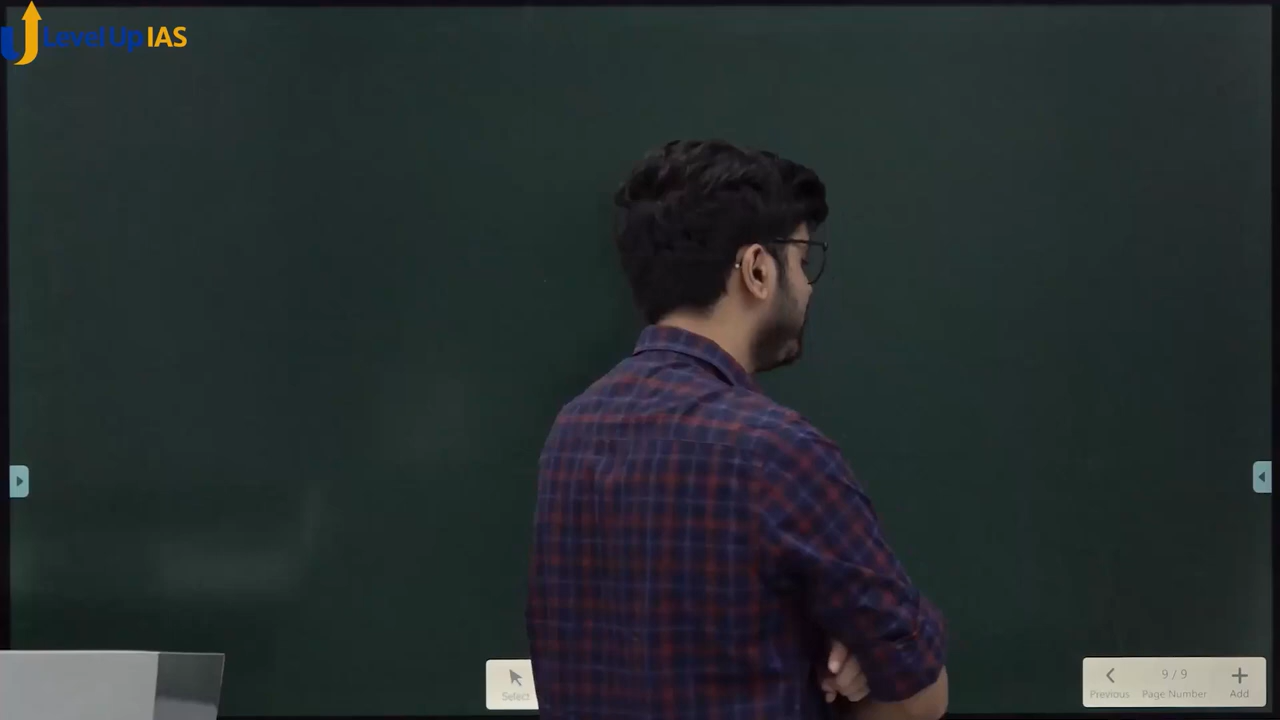 Level Up IAS
Select
9 / 9
Previous
Page Number
Add